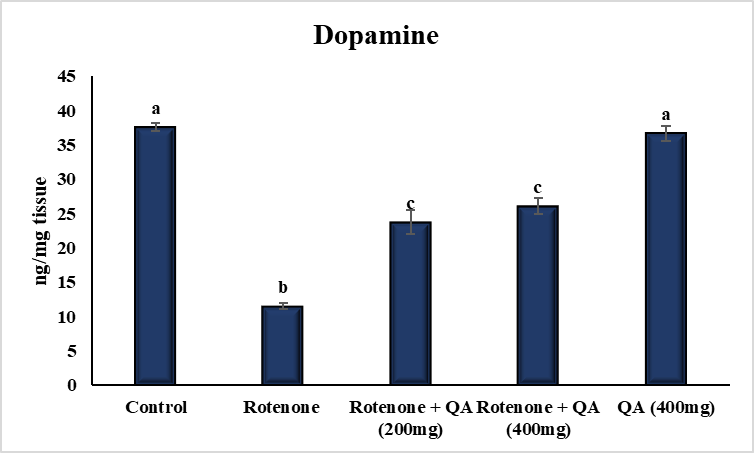 Dopamine
ng/mg tissue
45
40
35
30
25
20
15
10
5
0
a
b
c
c
a
Control
Rotenone
Rotenone + QA
(200mg)
Rotenone + QA
(400mg)
QA (400mg)